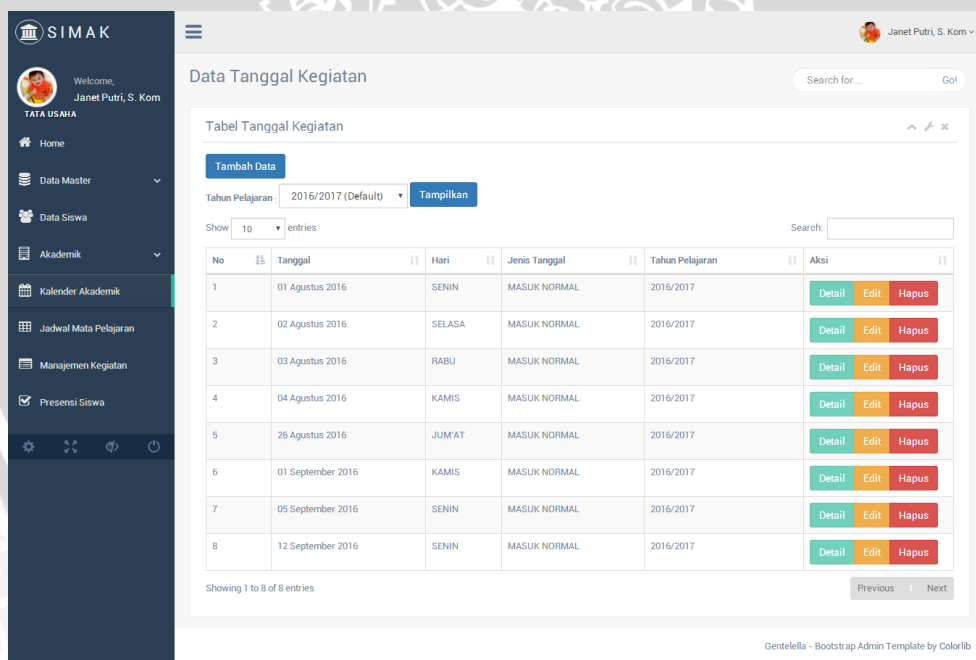 SIMAK
Janet Putri, S. Kom
Welcome,
Janet Putri, S. Kom
TATA USAHA
Home
Data Master
Data Siswa
Akademik
Kalender Akademik
Jadwal Mata Pelajaran
Manajemen Kegiatan
Presensi Siswa
Data Tanggal Kegiatan
Search for... Go!
Tabel Tanggal Kegiatan
Tambah Data
Tahun Pelajaran : 2016/2017 (Default) Tampilkan
Show 10 entries Search:
No Tanggal Hari Jenis Tanggal Tahun Pelajaran Aksi
1 01 Agustus 2016 SENIN MASUK NORMAL 2016/2017 Detail Edit Hapus
2 02 Agustus 2016 SELASA MASUK NORMAL 2016/2017 Detail Edit Hapus
3 03 Agustus 2016 RABU MASUK NORMAL 2016/2017 Detail Edit Hapus
4 04 Agustus 2016 KAMIS MASUK NORMAL 2016/2017 Detail Edit Hapus
5 26 Agustus 2016 JUM'AT MASUK NORMAL 2016/2017 Detail Edit Hapus
6 01 September 2016 KAMIS MASUK NORMAL 2016/2017 Detail Edit Hapus
7 05 September 2016 SENIN MASUK NORMAL 2016/2017 Detail Edit Hapus
8 12 September 2016 SENIN MASUK NORMAL 2016/2017 Detail Edit Hapus
Showing 1 to 8 of 8 entries Previous 1 Next
Gentelella - Bootstrap Admin Template by Colorlib